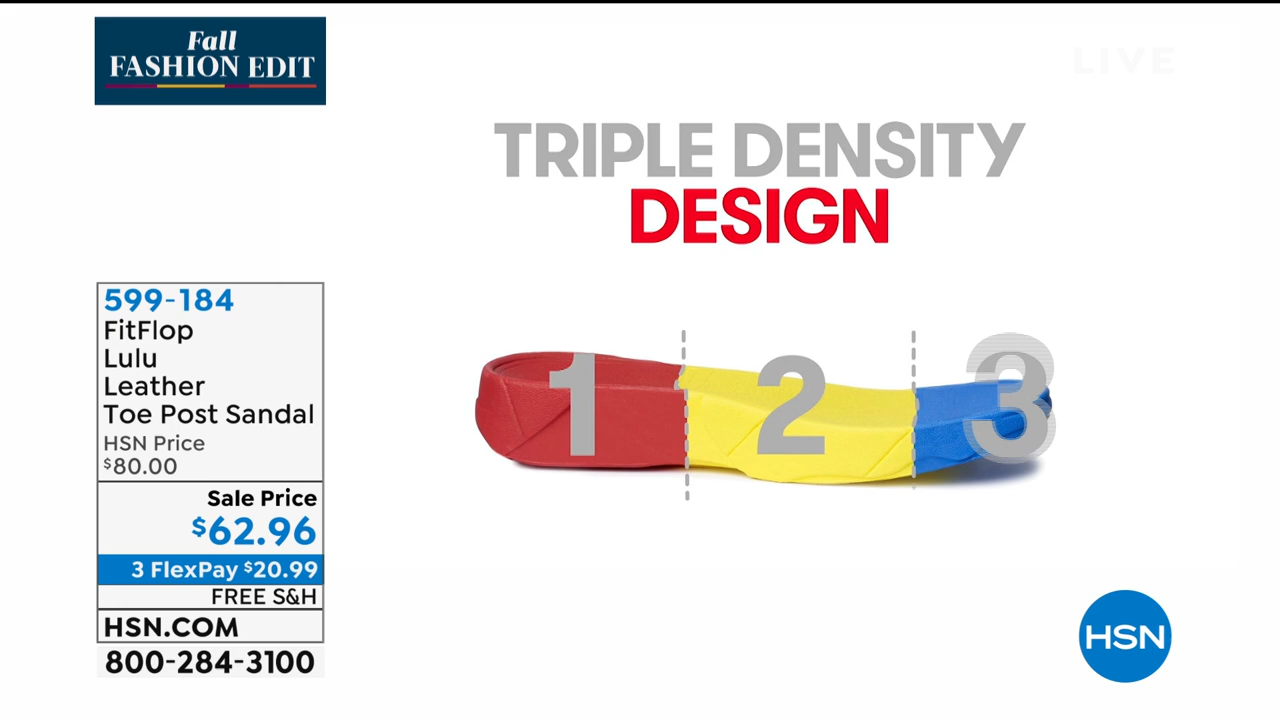 Fall
FASHION EDIT
LIVE
TRIPLE DENSITY
DESIGN
599-184
FitFlop
Lulu
Leather
Toe Post Sandal
HSN Price
$80.00
Sale Price
$62.96
3 FlexPay $20.99
FREE S&H
HSN.COM
800-284-3100
1 2 3
HSN